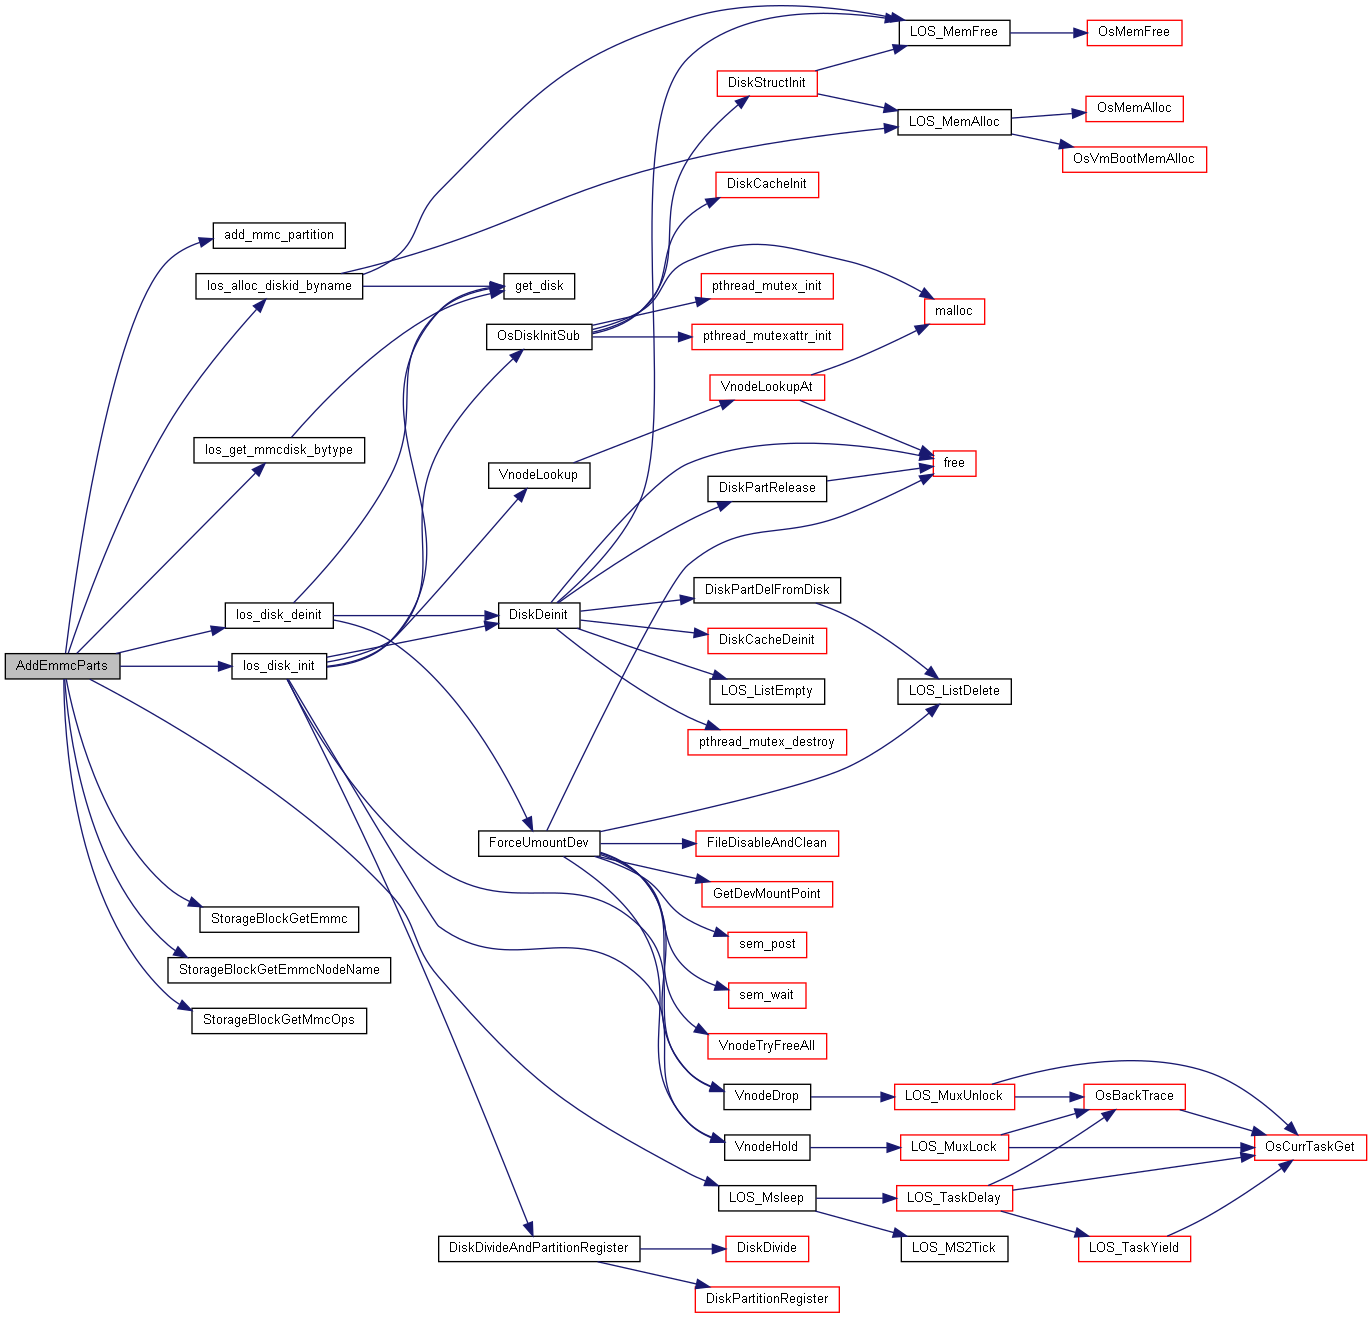 LOS_MemFree
OsMemFree
DiskStructInit
OsMemAlloc
LOS_MemAlloc
OsVmBootMemAlloc
DiskCacheInit
add_mmc_partition
los_alloc_diskid_byname
get_disk
pthread_mutex_init
malloc
OsDiskInitSub
pthread_mutexattr_init
VnodeLookupAt
los_get_mmcdisk_bytype
free
VnodeLookup
DiskPartRelease
DiskPartDelFromDisk
los_disk_deinit
DiskDeinit
DiskCacheDeinit
AddEmmcParts
los_disk_init
LOS_ListEmpty
LOS_ListDelete
pthread_mutex_destroy
ForceUmountDev
FileDisableAndClean
GetDevMountPoint
StorageBlockGetEmmc
sem_post
StorageBlockGetEmmcNodeName
sem_wait
StorageBlockGetMmcOps
VnodeTryFreeAll
VnodeDrop
LOS_MuxUnlock
OsBackTrace
VnodeHold
LOS_MuxLock
OsCurrTaskGet
LOS_Msleep
LOS_TaskDelay
DiskDivideAndPartitionRegister
DiskDivide
LOS_MS2Tick
LOS_TaskYield
DiskPartitionRegister